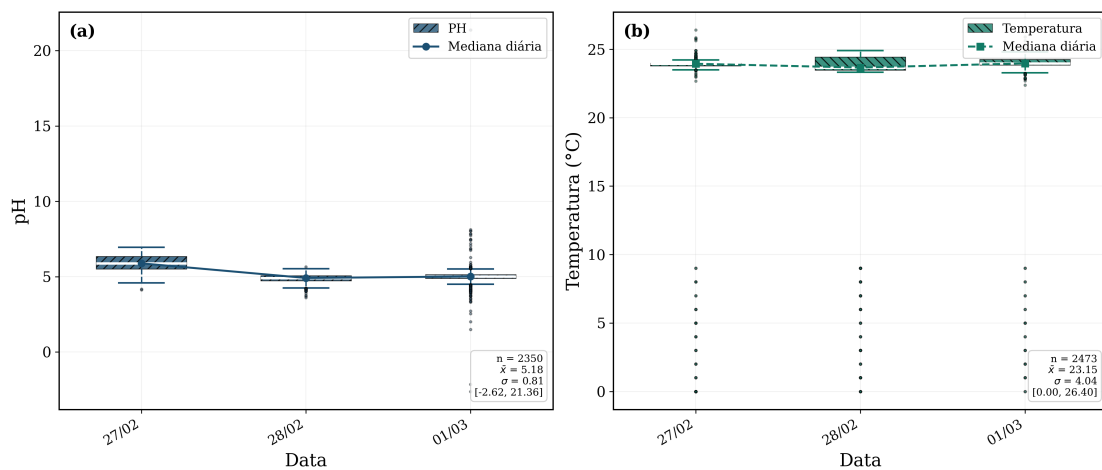 (a)
PH
Mediana diária
20
15
10
5
0
pH
27/02
28/02
01/03
Data
n = 2350
x̄ = 5.18
σ = 0.81
[-2.62, 21.36]
(b)
Temperatura
Mediana diária
25
20
15
10
5
0
Temperatura (°C)
27/02
28/02
01/03
Data
n = 2473
x̄ = 23.15
σ = 4.04
[0.00, 26.40]